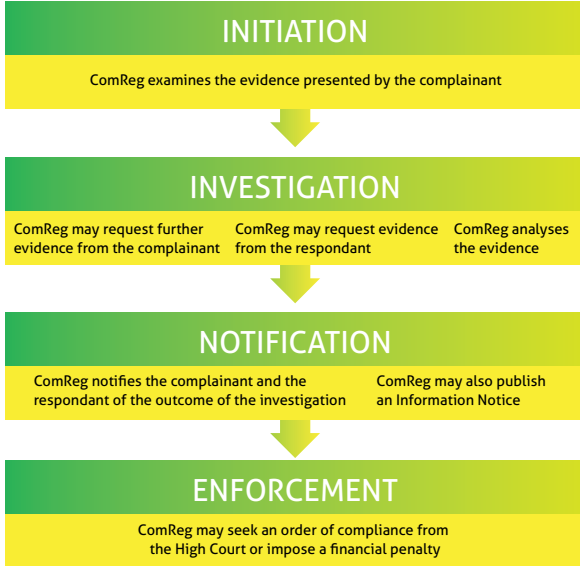 INITIATION
ComReg examines the evidence presented by the complainant
INVESTIGATION
ComReg may request further
evidence from the complainant
ComReg may request evidence
from the respondant
ComReg analyses
the evidence
NOTIFICATION
ComReg notifies the complainant and the
respondant of the outcome of the investigation
ComReg may also publish
an Information Notice
ENFORCEMENT
ComReg may seek an order of compliance from
the High Court or impose a financial penalty